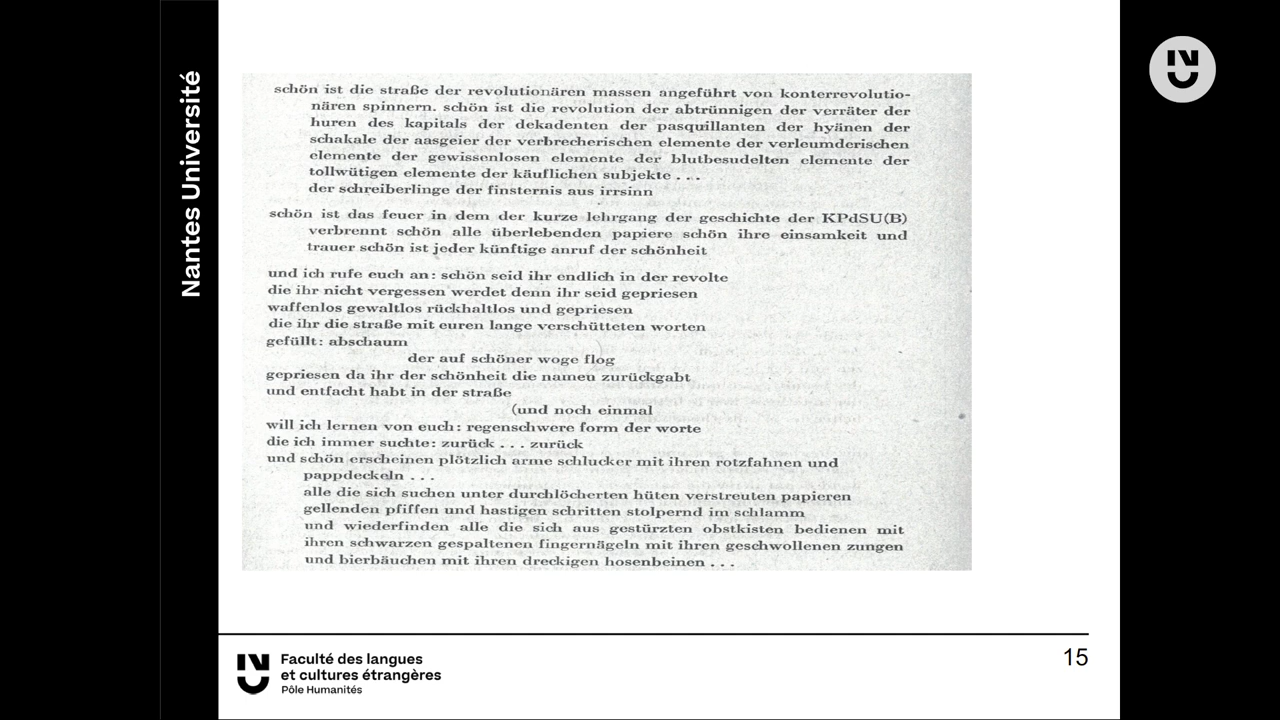 Nantes Université
schön ist die straße der revolutionären massen angeführt von konterrevolutio-
nären spinnern. schön ist die revolution der abtrünnigen der verräter der
huren des kapitals der dekadenten der pasquillanten der hyänen der
schakale der aasgeier der verbrecherischen elemente der verleumderischen
elemente der gewissenlosen elemente der blutbesudelten elemente der
tollwütigen elemente der käuflichen subjekte . . .
der schreiberlinge der finsternis aus irrsinn
schön ist das feuer in dem der kurze lehrgang der geschichte der KPdSU(B)
verbrennt schön alle überlebenden papiere schön ihre einsamkeit und
trauer schön ist jeder künftige anruf der schönheit
und ich rufe euch an: schön seid ihr endlich in der revolte
die ihr nicht vergessen werdet denn ihr seid gepriesen
waffenlos gewaltlos rückhaltlos und gepriesen
die ihr die straße mit euren lange verschütteten worten
gefüllt: abschaum
der auf schöner woge flog
gepriesen da ihr der schönheit die namen zurückgabt
und entfacht habt in der straße
(und noch einmal
will ich lernen von euch: regenschwere form der worte
die ich immer suchte: zurück . . . zurück
und schön erscheinen plötzlich arme schlucker mit ihren rotzfahnen und
pappdeckeln . . .
alle die sich suchen unter durchlöcherten hüten verstreuten papieren
gellenden pfiffen und hastigen schritten stolpernd im schlamm
und wiederfinden alle die sich aus gestürzten obstkisten bedienen mit
ihren schwarzen gespaltenen fingernägeln mit ihren geschwollenen zungen
und bierbäuchen mit ihren dreckigen hosenbeinen . . .
Faculté des langues
et cultures étrangères
Pôle Humanités
15